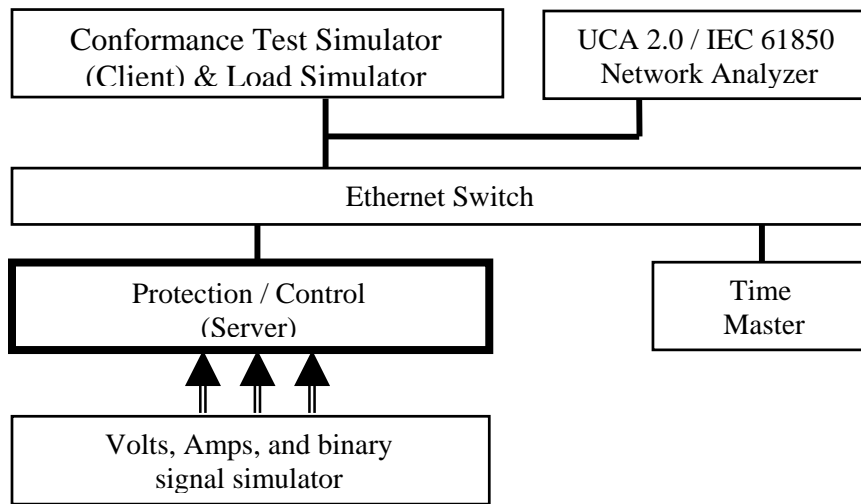 Conformance Test Simulator
(Client) & Load Simulator
UCA 2.0 / IEC 61850
Network Analyzer
Ethernet Switch
Protection / Control
(Server)
Time
Master
Volts, Amps, and binary
signal simulator